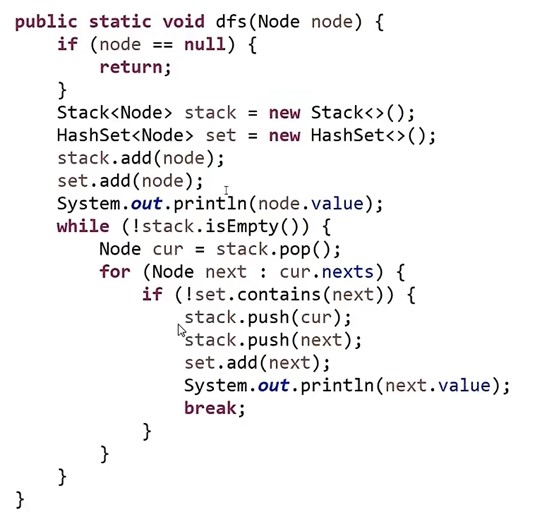 public static void dfs(Node node) {
    if (node == null) {
        return;
    }
    Stack<Node> stack = new Stack<>();
    HashSet<Node> set = new HashSet<>();
    stack.add(node);
    set.add(node);
    System.out.println(node.value);
    while (!stack.isEmpty()) {
        Node cur = stack.pop();
        for (Node next : cur.nexts) {
            if (!set.contains(next)) {
                stack.push(cur);
                stack.push(next);
                set.add(next);
                System.out.println(next.value);
                break;
            }
        }
    }
}